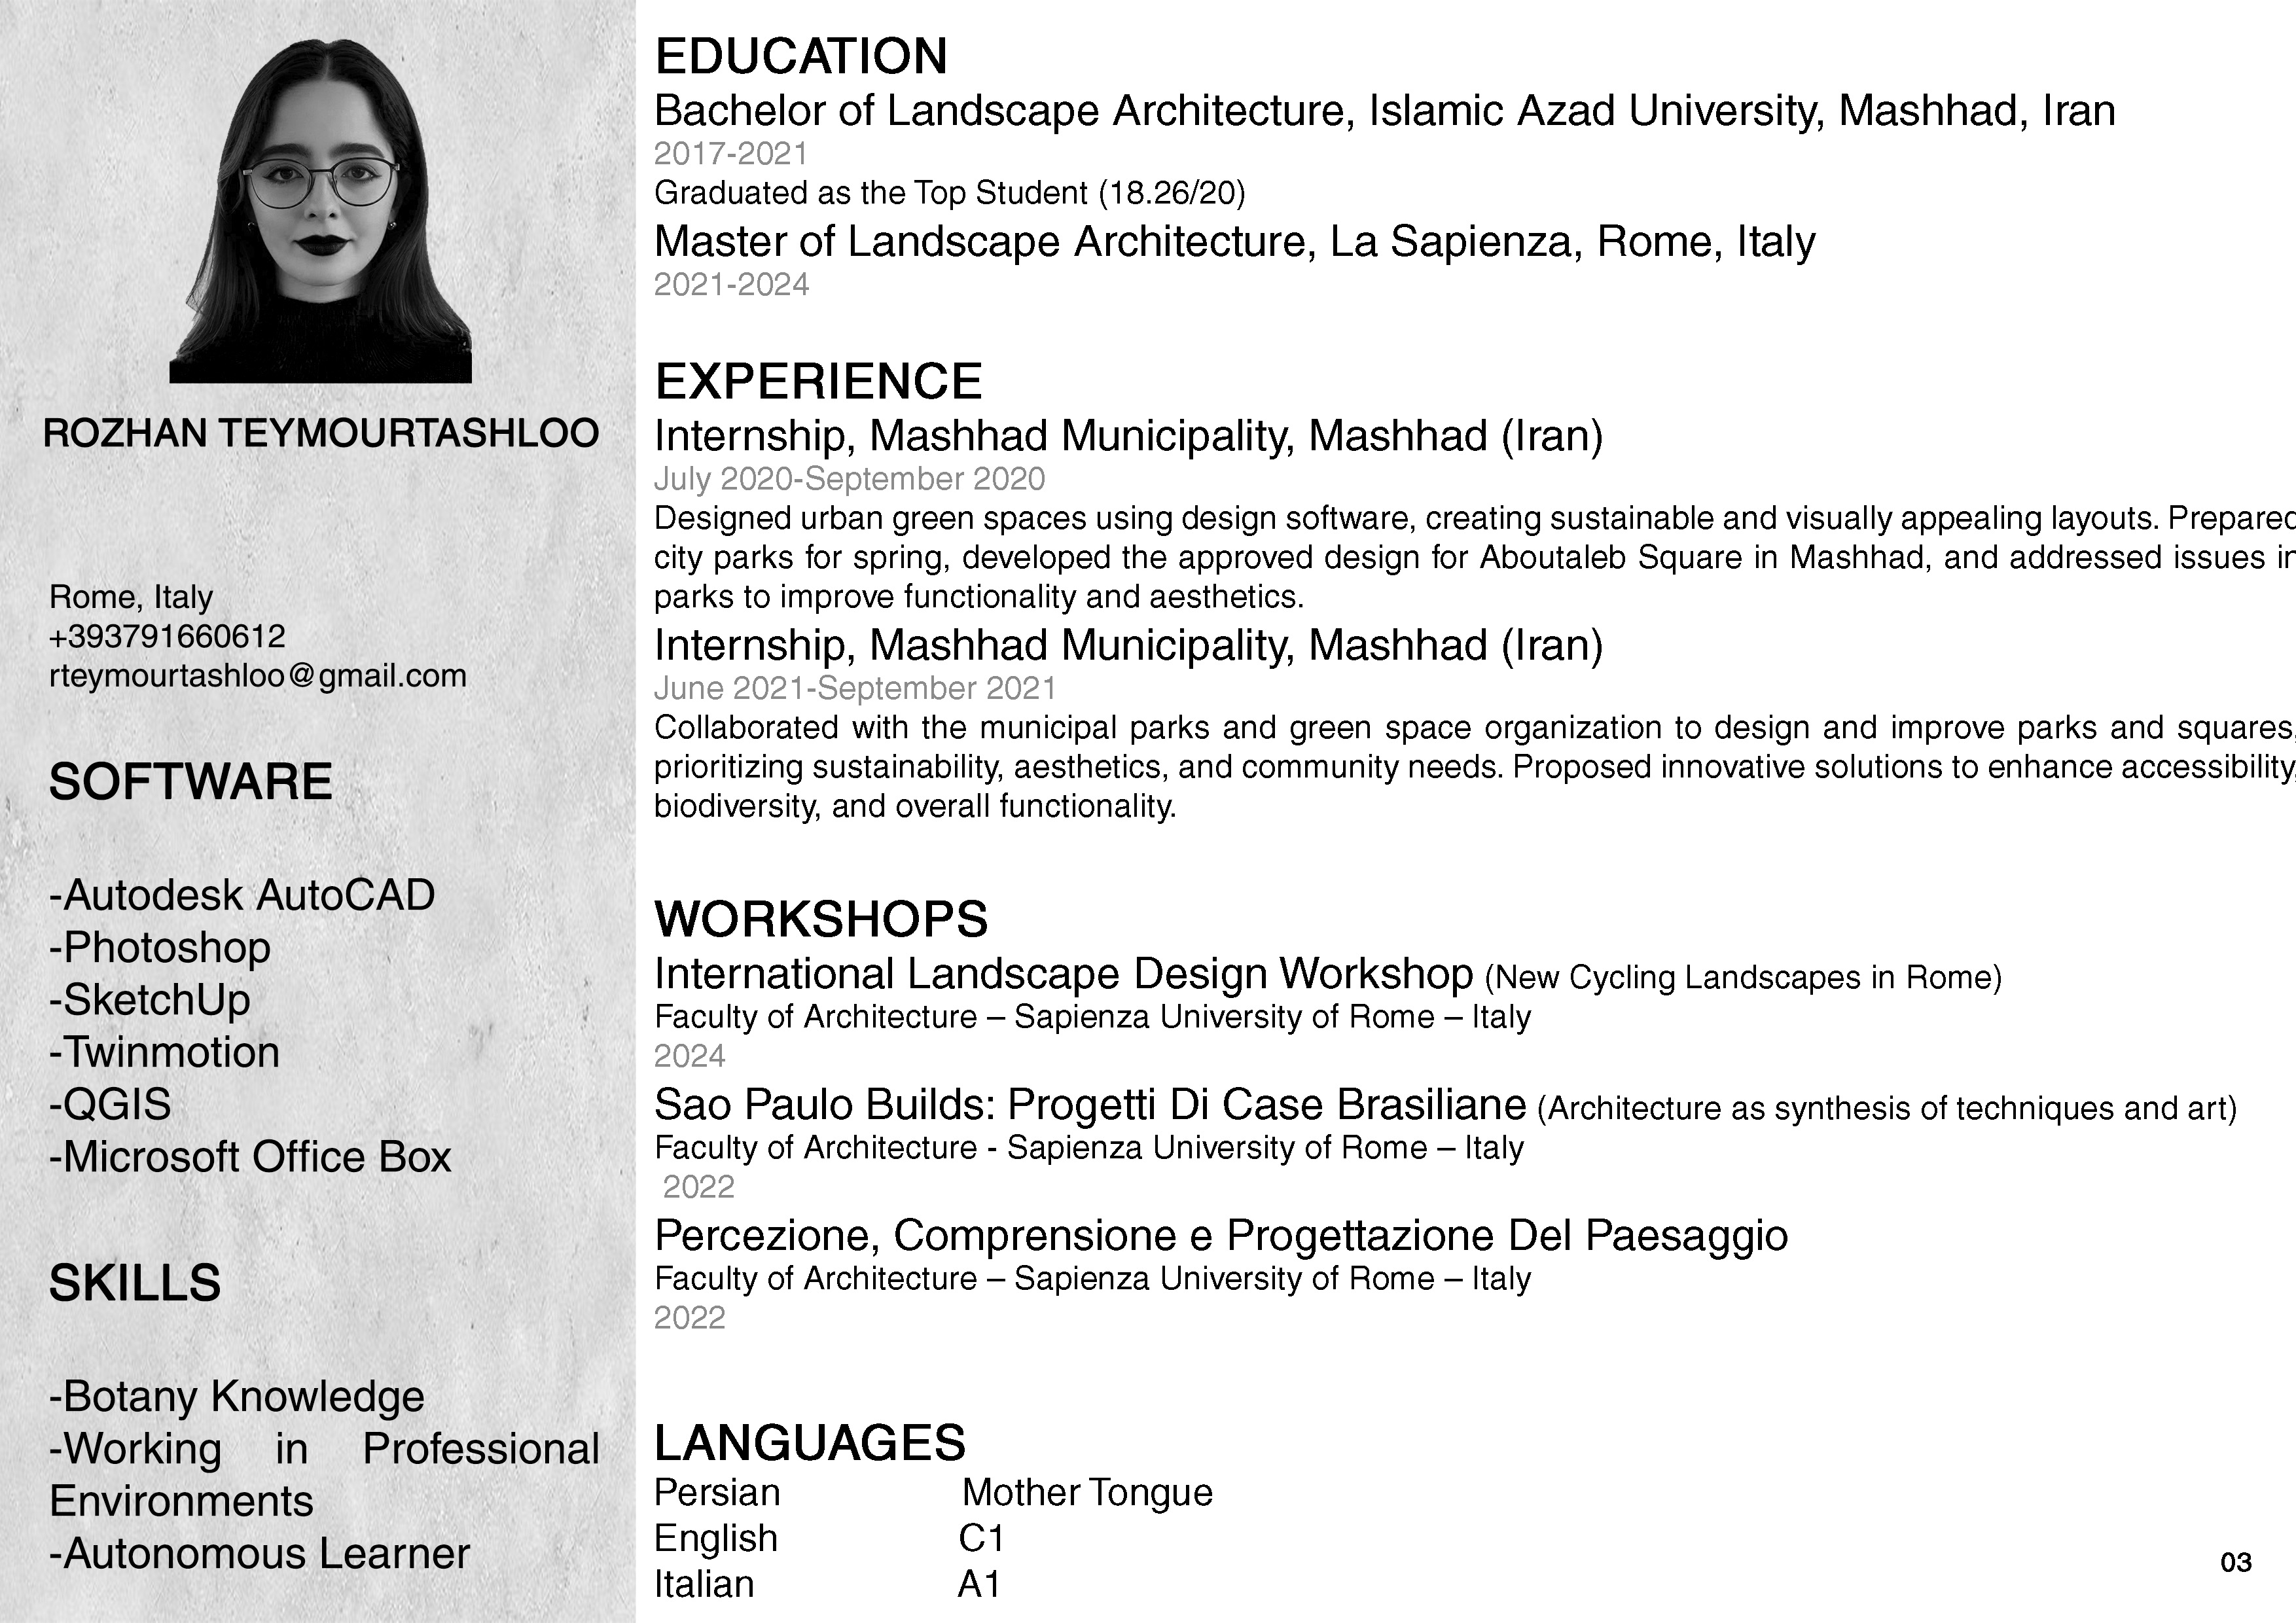 ROZHAN TEYMOURTASHLOO
Rome, Italy
+393791660612
rteymourtashloo@gmail.com
SOFTWARE
-Autodesk AutoCAD
-Photoshop
-SketchUp
-Twinmotion
-QGIS
-Microsoft Office Box
SKILLS
-Botany Knowledge
-Working in Professional
Environments
-Autonomous Learner
EDUCATION
Bachelor of Landscape Architecture, Islamic Azad University, Mashhad, Iran
2017-2021
Graduated as the Top Student (18.26/20)
Master of Landscape Architecture, La Sapienza, Rome, Italy
2021-2024
EXPERIENCE
Internship, Mashhad Municipality, Mashhad (Iran)
July 2020-September 2020
Designed urban green spaces using design software, creating sustainable and visually appealing layouts. Prepared
city parks for spring, developed the approved design for Aboutaleb Square in Mashhad, and addressed issues in
parks to improve functionality and aesthetics.
Internship, Mashhad Municipality, Mashhad (Iran)
June 2021-September 2021
Collaborated with the municipal parks and green space organization to design and improve parks and squares,
prioritizing sustainability, aesthetics, and community needs. Proposed innovative solutions to enhance accessibility,
biodiversity, and overall functionality.
WORKSHOPS
International Landscape Design Workshop (New Cycling Landscapes in Rome)
Faculty of Architecture – Sapienza University of Rome – Italy
2024
Sao Paulo Builds: Progetti Di Case Brasiliane (Architecture as synthesis of techniques and art)
Faculty of Architecture - Sapienza University of Rome – Italy
2022
Percezione, Comprensione e Progettazione Del Paesaggio
Faculty of Architecture – Sapienza University of Rome – Italy
2022
LANGUAGES
Persian Mother Tongue
English C1
Italian A1
03